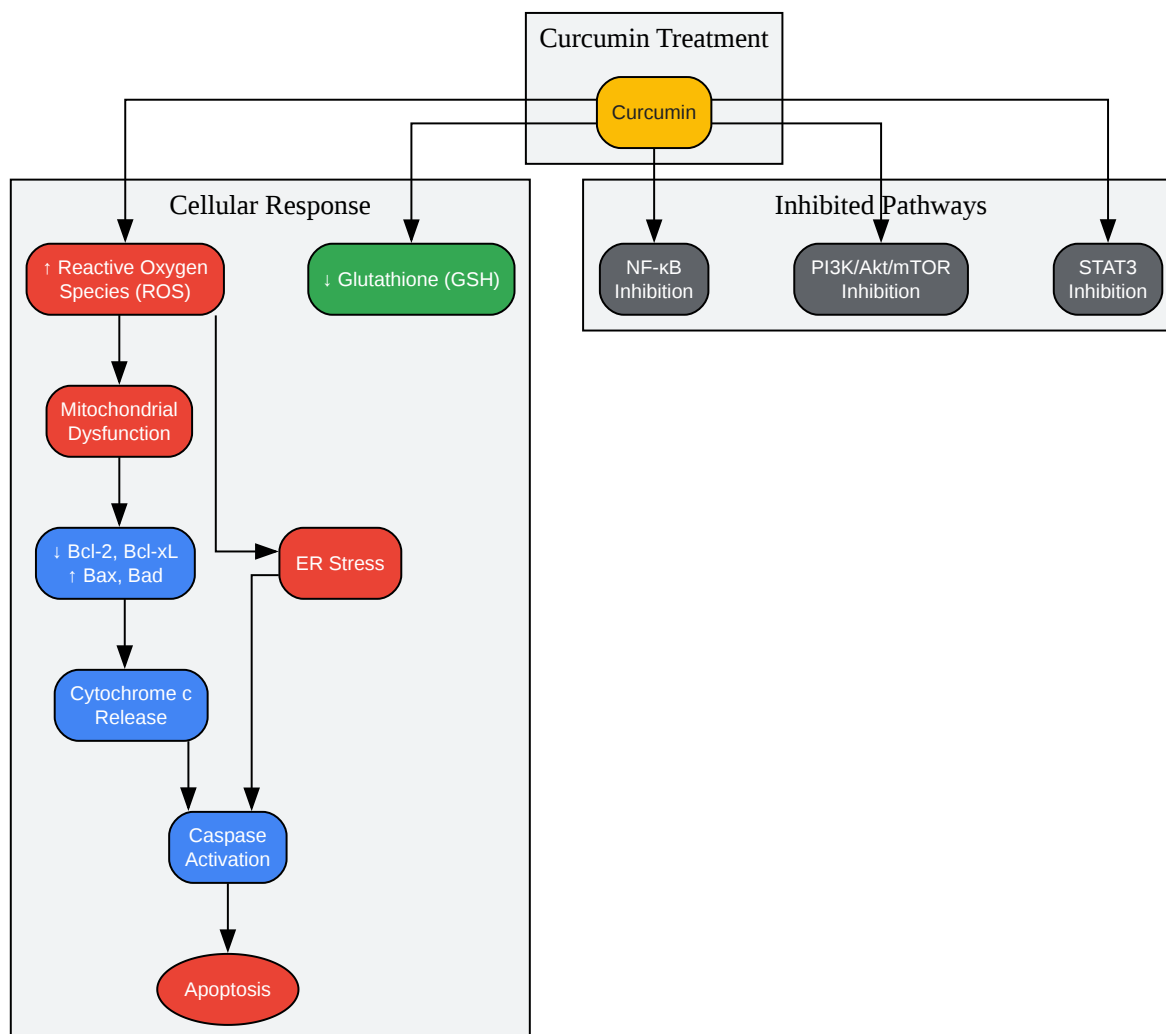 Curcumin Treatment
Curcumin
Cellular Response
Inhibited Pathways
↑ Reactive Oxygen
Species (ROS)
↓ Glutathione (GSH)
NF-κB
Inhibition
PI3K/Akt/mTOR
Inhibition
STAT3
Inhibition
Mitochondrial
Dysfunction
↓ Bcl-2, Bcl-xL
↑ Bax, Bad
ER Stress
Cytochrome c
Release
Caspase
Activation
Apoptosis